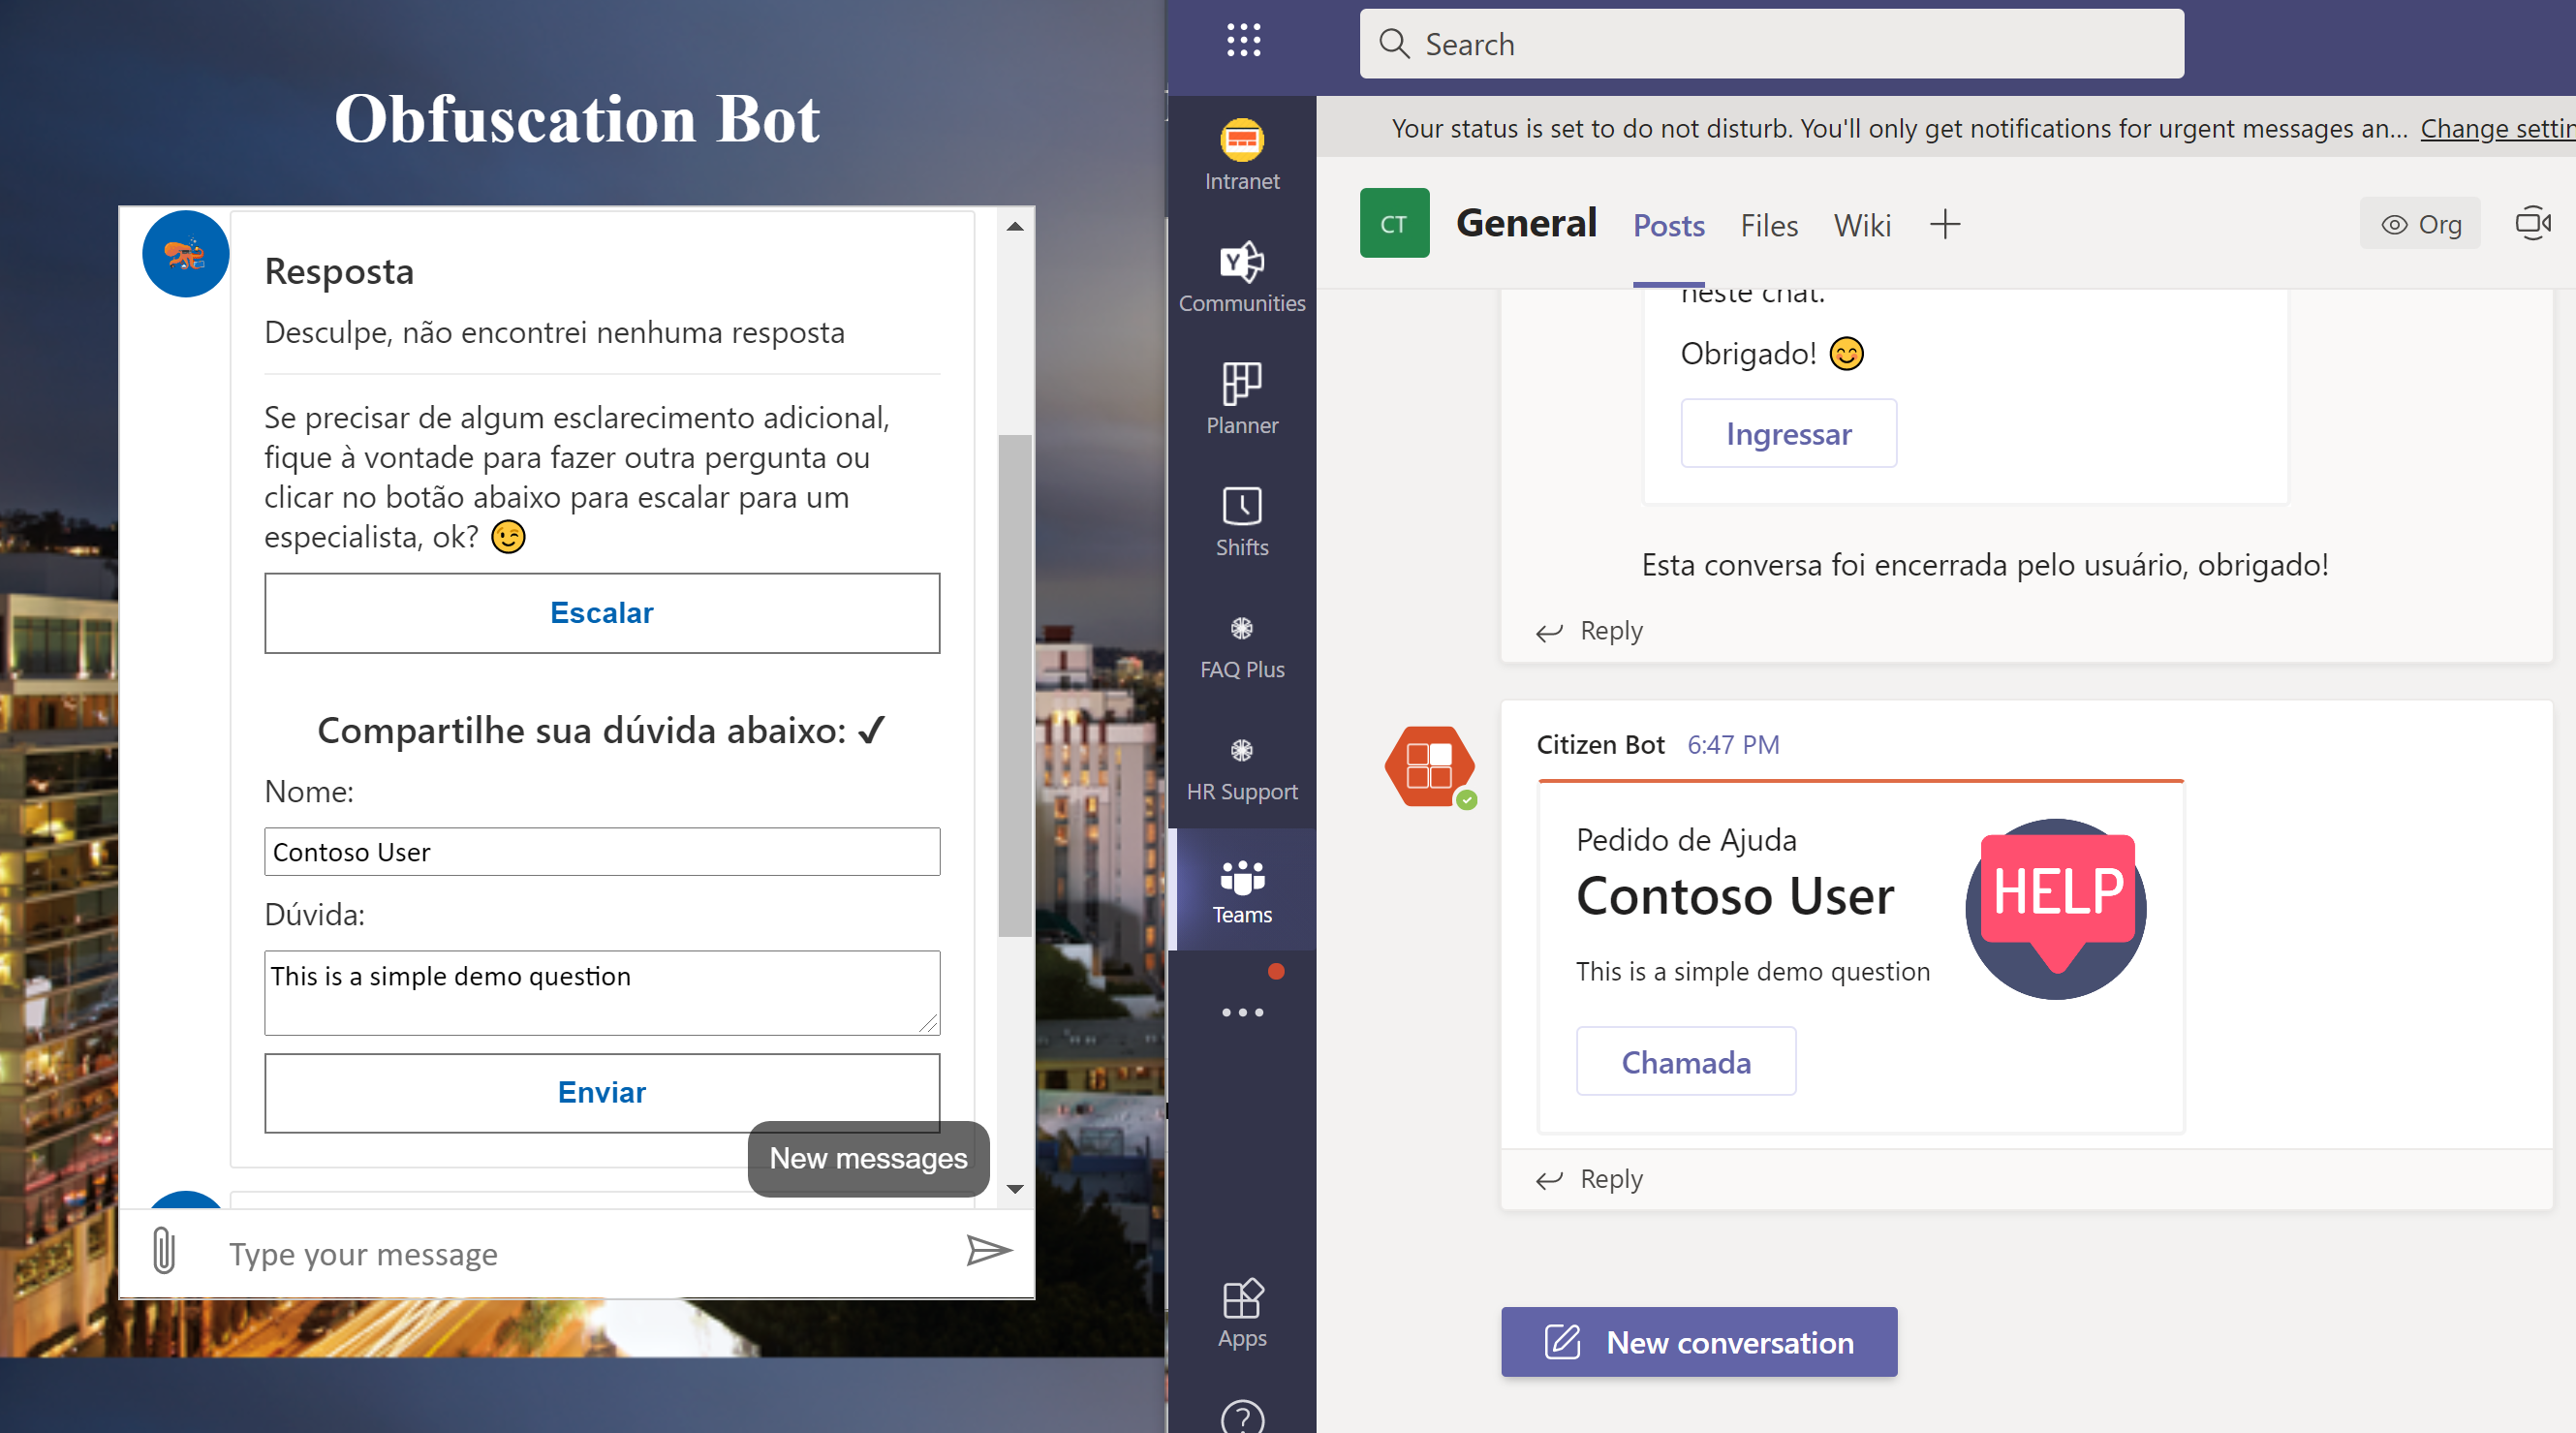 Obfuscation Bot
Resposta
Desculpe, não encontrei nenhuma resposta
Se precisar de algum esclarecimento adicional,
fique à vontade para fazer outra pergunta ou
clicar no botão abaixo para escalar para um
especialista, ok? 😉
Escalar
Compartilhe sua dúvida abaixo: ✔
Nome:
Contoso User
Dúvida:
This is a simple demo question
Enviar
New messages
Type your message
Search
Intranet
Communities
Planner
Shifts
FAQ Plus
HR Support
Teams
Apps
Your status is set to do not disturb. You'll only get notifications for urgent messages an... Change settin
CT
General Posts Files Wiki
Org
neste chat.
Obrigado! 😊
Ingressar
Esta conversa foi encerrada pelo usuário, obrigado!
Reply
Citizen Bot 6:47 PM
Pedido de Ajuda
Contoso User
This is a simple demo question
HELP
Chamada
Reply
New conversation